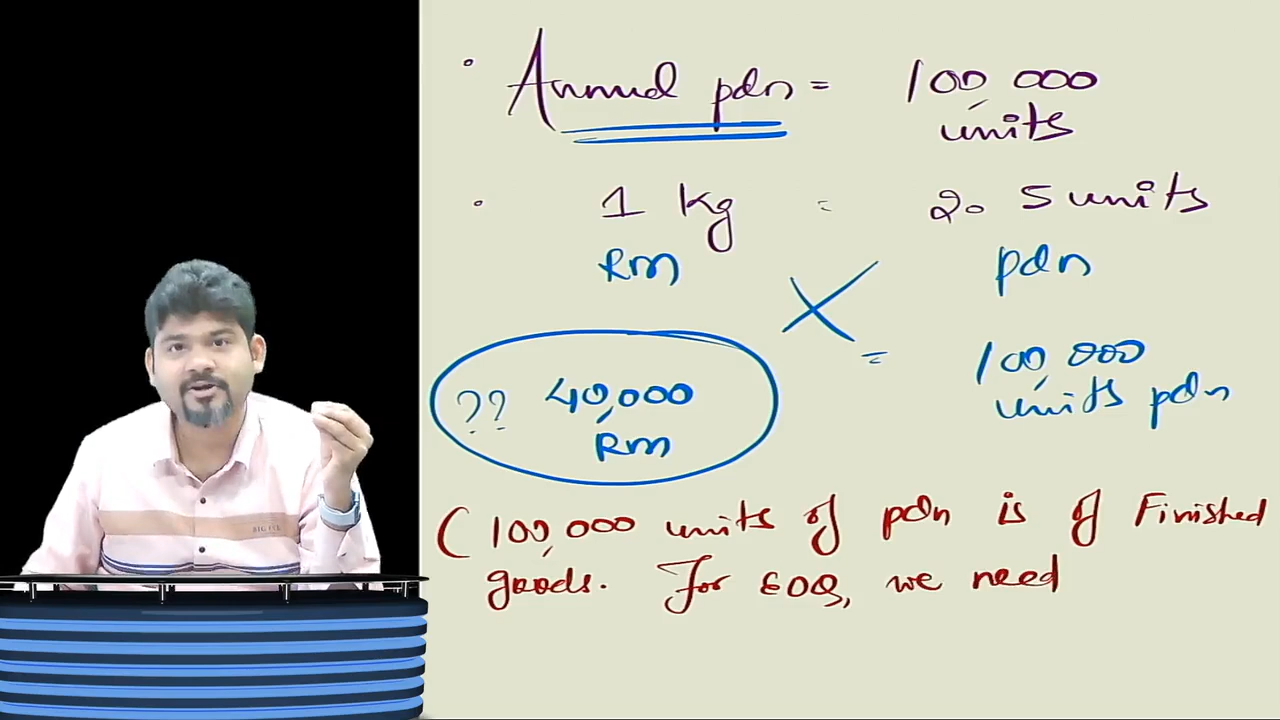 Annual pdn = 100,000 units
1 kg = 2.5 units
RM pdn
?? 40,000 = 100,000
RM units pdn
( 100,000 units of pdn is of Finished
goods. For EOQ, we need